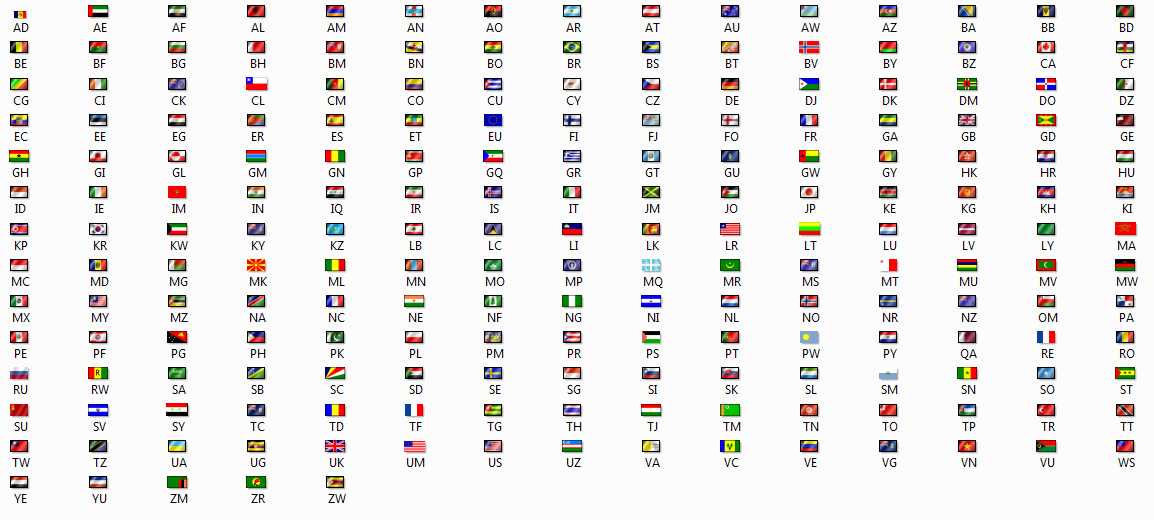 AD AE AF AL AM AN AO AR AT AU AW AZ BA BB BD
BE BF BG BH BM BN BO BR BS BT BV BY BZ CA CF
CG CI CK CL CM CO CU CY CZ DE DJ DK DM DO DZ
EC EE EG ER ES ET EU FI FJ FO FR GA GB GD GE
GH GI GL GM GN GP GQ GR GT GU GW GY HK HR HU
ID IE IM IN IQ IR IS IT JM JO JP KE KG KH KI
KP KR KW KY KZ LB LC LI LK LR LT LU LV LY MA
MC MD MG MK ML MN MO MP MQ MR MS MT MU MV MW
MX MY MZ NA NC NE NF NG NI NL NO NR NZ OM PA
PE PF PG PH PK PL PM PR PS PT PW PY QA RE RO
RU RW SA SB SC SD SE SG SI SK SL SM SN SO ST
SU SV SY TC TD TF TG TH TJ TM TN TO TP TR TT
TW TZ UA UG UK UM US UZ VA VC VE VG VN VU WS
YE YU ZM ZR ZW